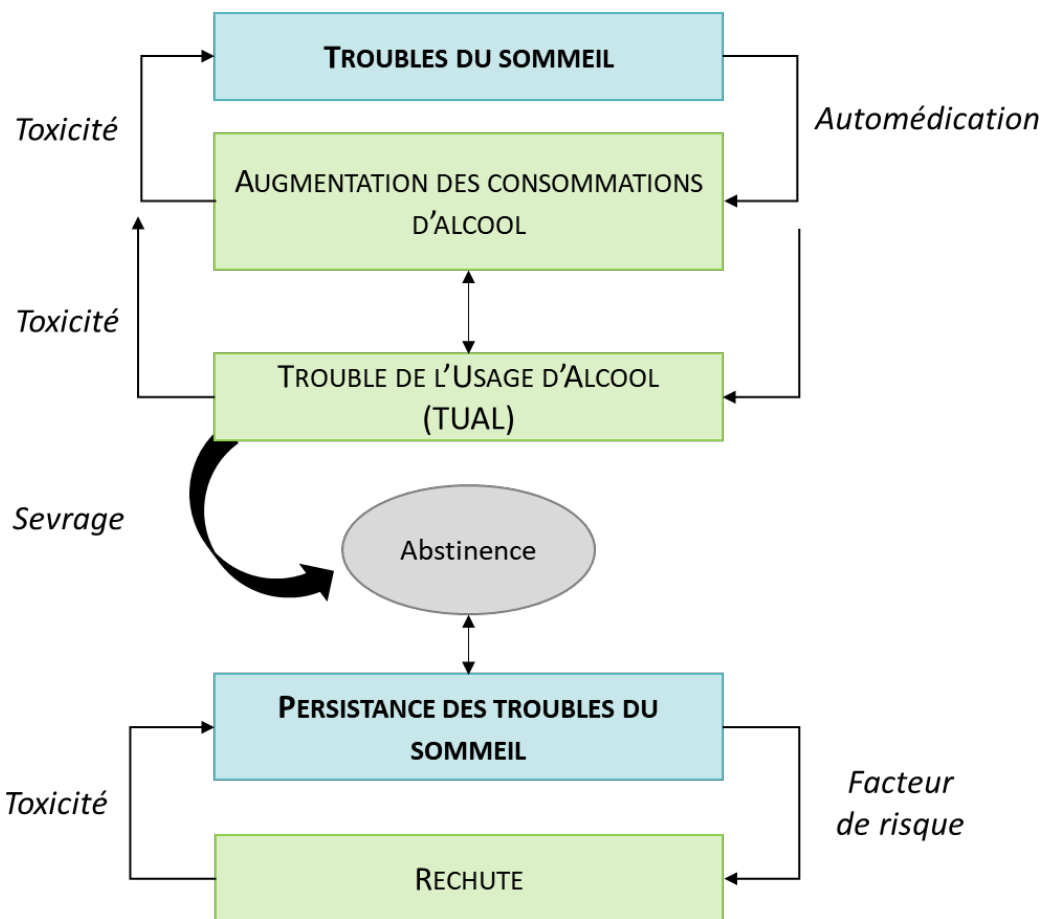 TROUBLES DU SOMMEIL
Toxicité
Automédication
AUGMENTATION DES CONSOMMATIONS
D'ALCOOL
Toxicité
TROUBLE DE L'USAGE D'ALCOOL
(TUAL)
Sevrage
Abstinence
PERSISTANCE DES TROUBLES DU
SOMMEIL
Toxicité
Facteur
de risque
RECHUTE